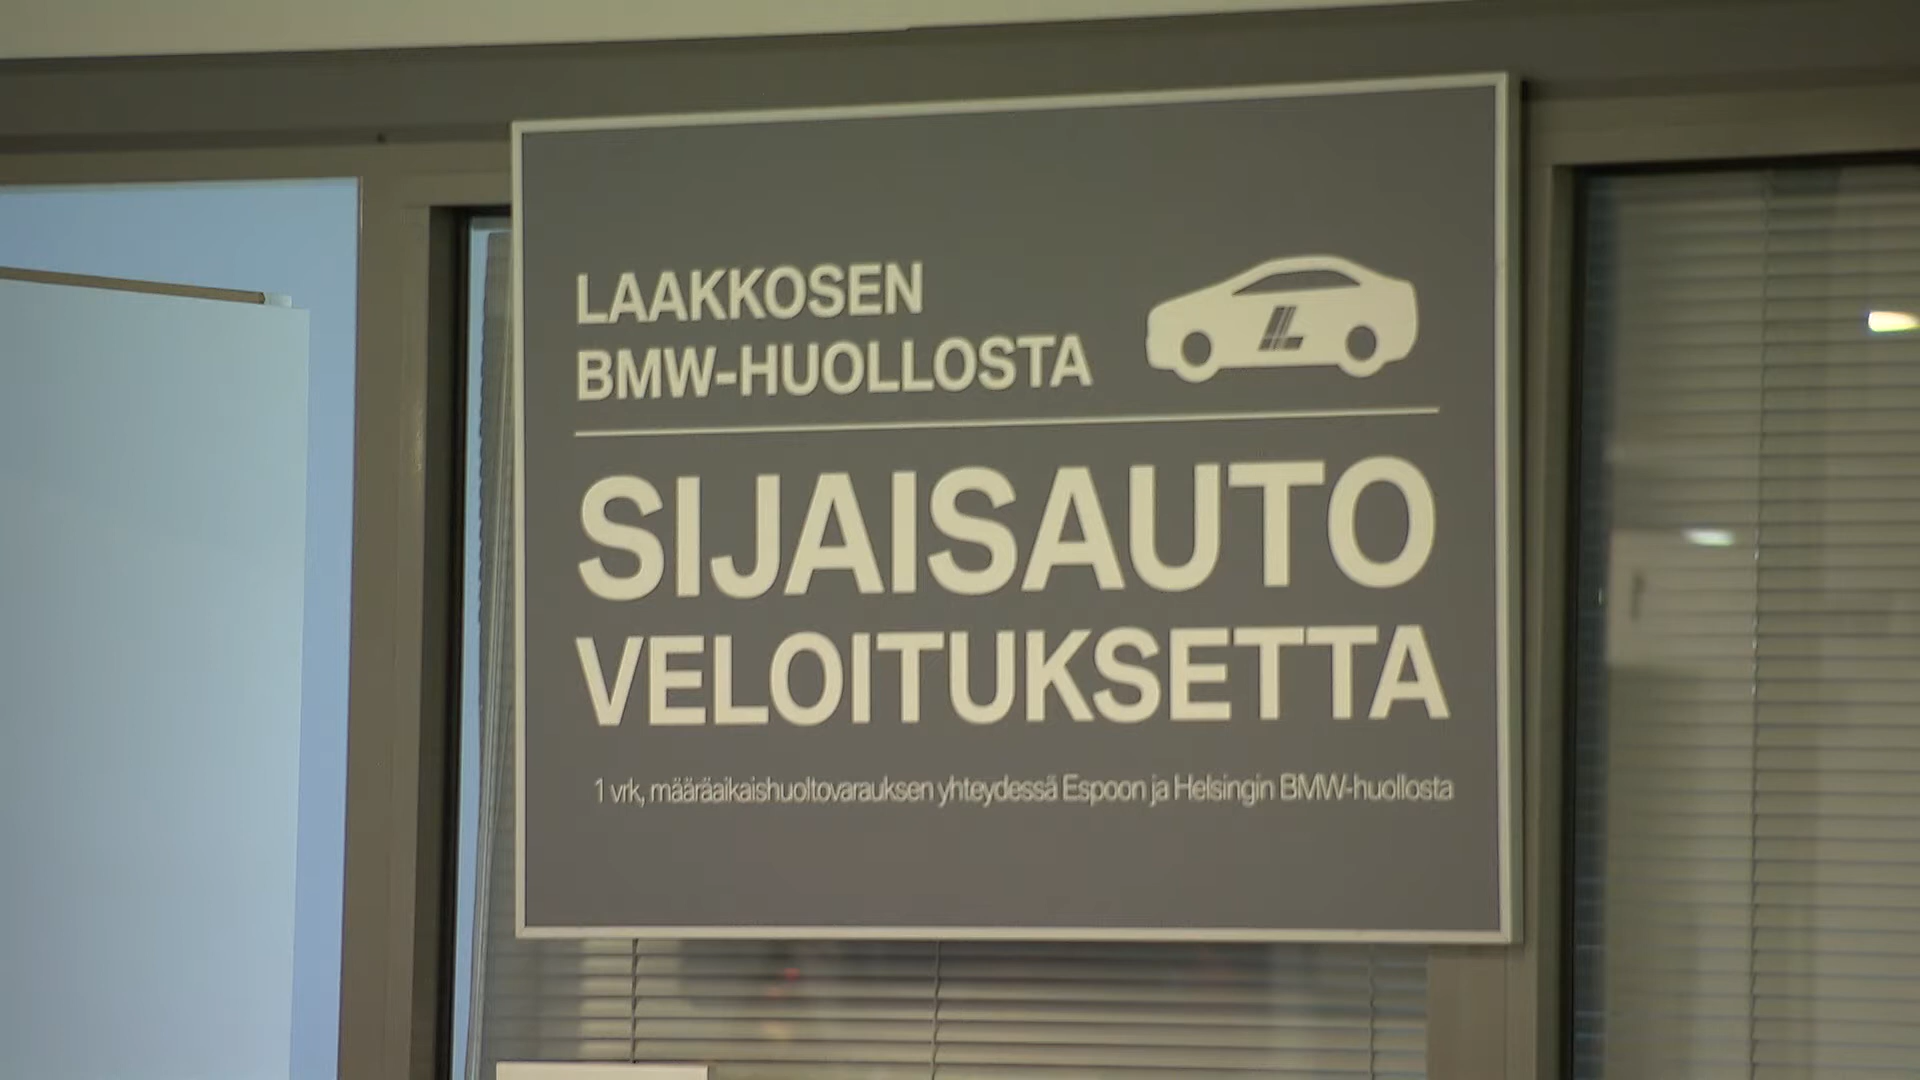 LAAKKOSEN
BMW-HUOLLOSTA
SIJAISAUTO
VELOITUKSETTA
1 vrk, määräaikaishuoltovarauksen yhteydessä Espoon ja Helsingin BMW-huollosta